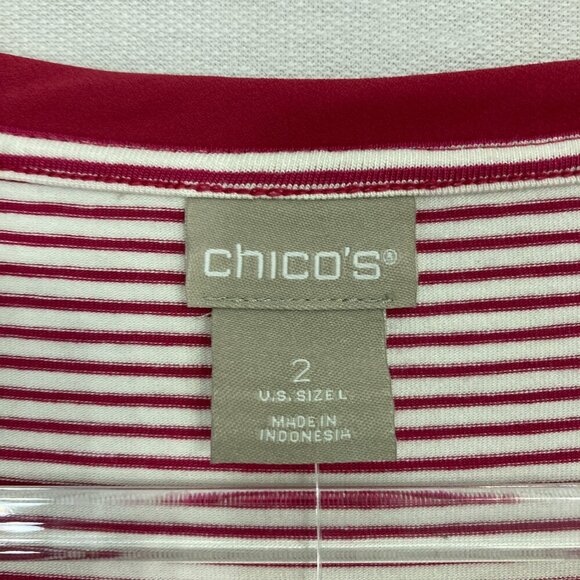 chico's®
2
U.S. SIZE L
MADE IN
INDONESIA